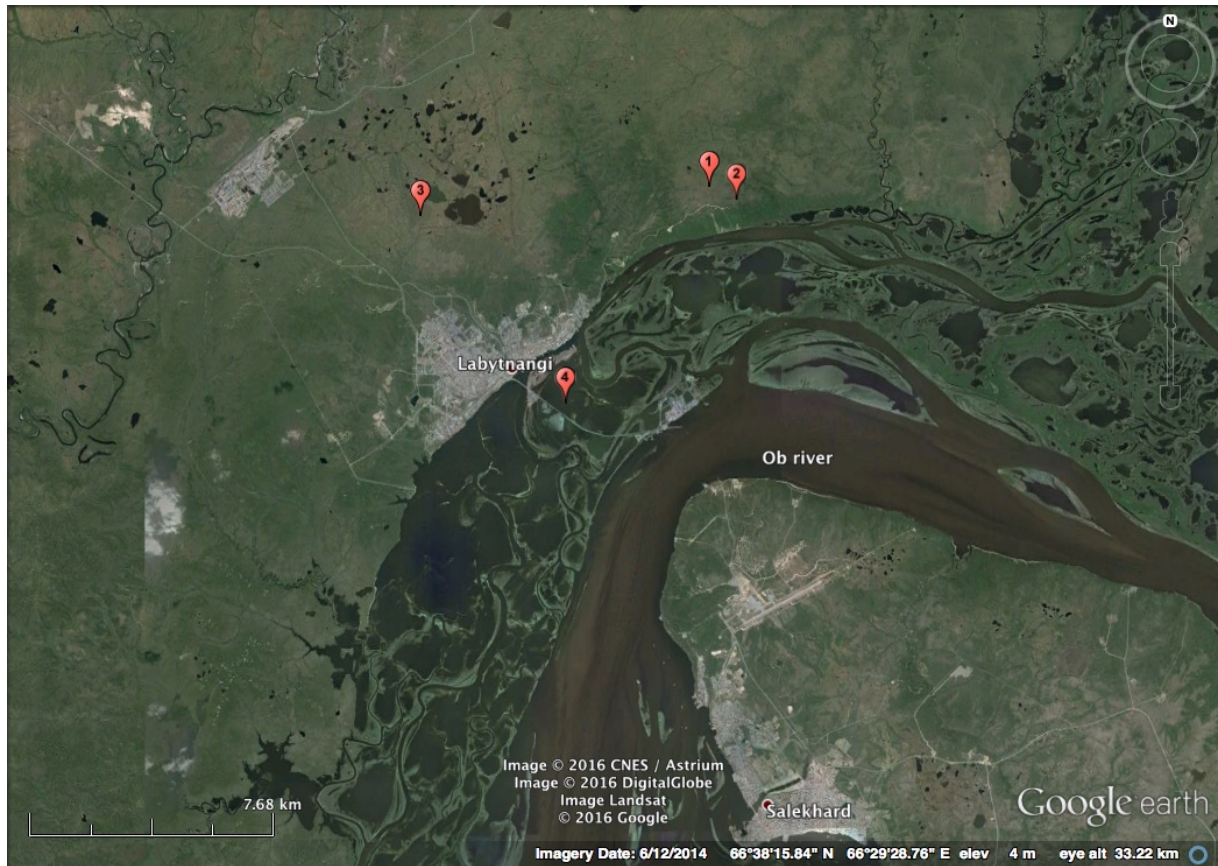 N
1
2
3
Labytnangi
4
Ob river
Image © 2016 CNES / Astrium
Image © 2016 DigitalGlobe
Image Landsat
© 2016 Google
7.68 km
Salekhard
Google earth
Imagery Date: 6/12/2014 66°38'15.84" N 66°29'28.76" E elev 4 m eye alt 33.22 km